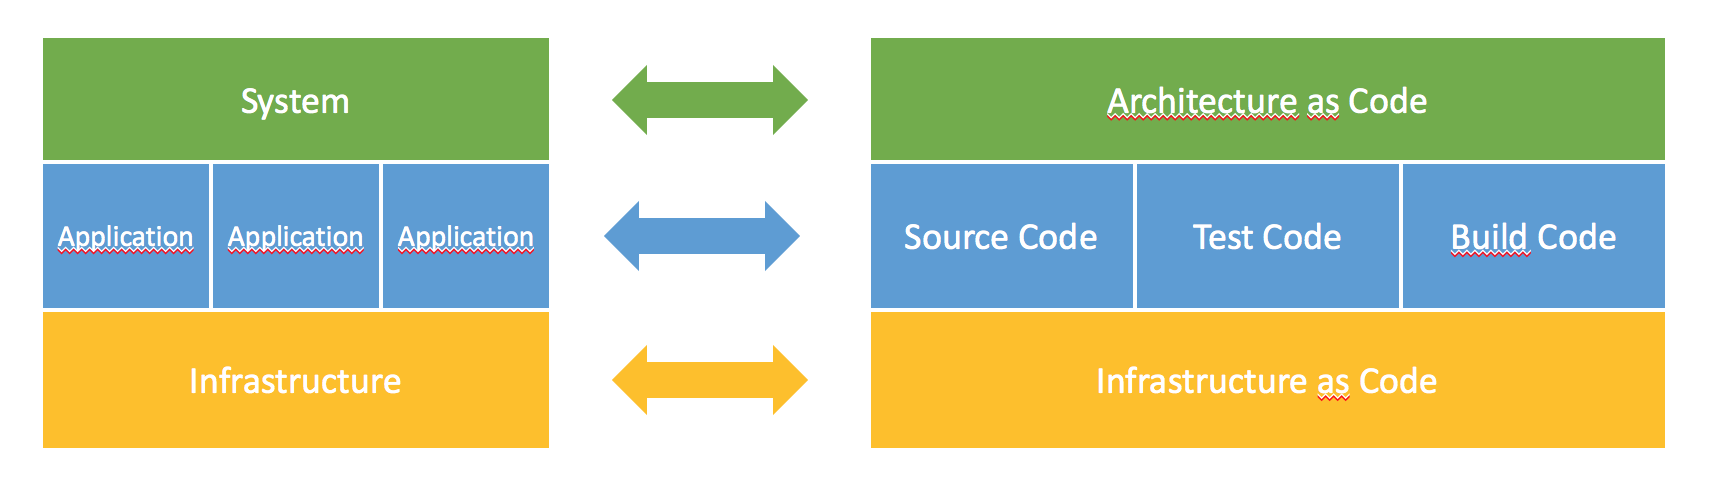 System
Architecture as Code
Application
Application
Application
Source Code
Test Code
Build Code
Infrastructure
Infrastructure as Code